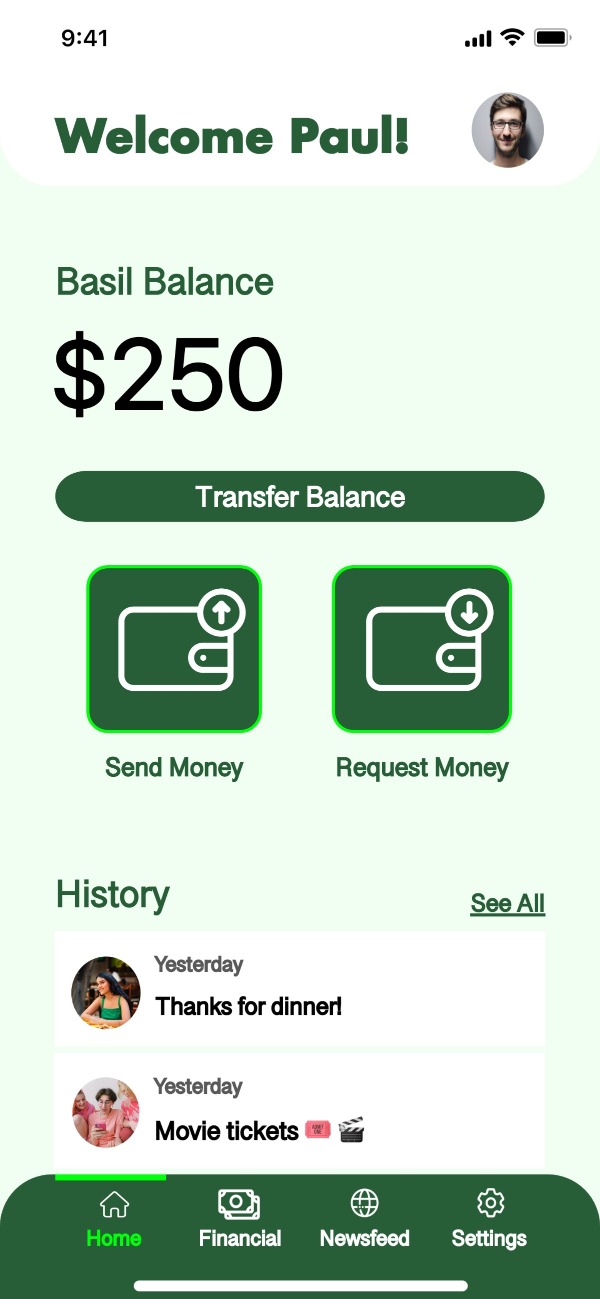 9:41
Welcome Paul!
Basil Balance
$250
Transfer Balance
Send Money
Request Money
History
See All
Yesterday
Thanks for dinner!
Yesterday
Movie tickets 🎟️ 🎬
Home
Financial
Newsfeed
Settings